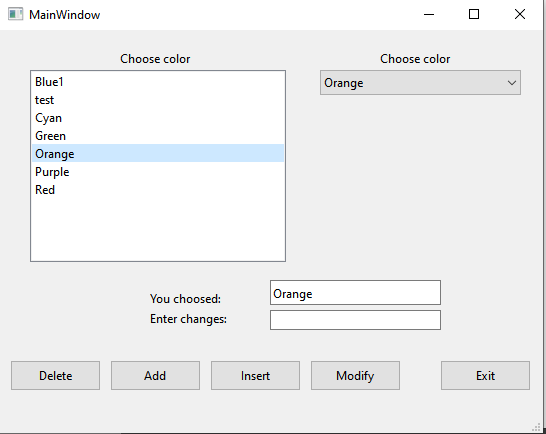 MainWindow
Choose color
Choose color
Blue1
test
Cyan
Green
Orange
Purple
Red
Orange
You choosed:
Orange
Enter changes:
Delete
Add
Insert
Modify
Exit